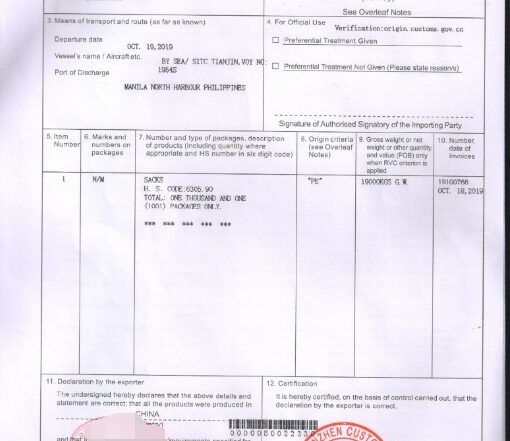 See Overleaf Notes
3. Means of transport and route (as far as known)
Departure date
OCT. 19, 2019
Vessel's name / Aircraft etc.
BY SEA/ SITC TIANJIN, VOY NO:
1954S
Port of Discharge
MANILA NORTH HARBOUR PHILIPPINES
4. For Official Use
Verification:origin.customs.gov.cn
Preferential Treatment Given
Preferential Treatment Not Given (Please state reason/s)
Signature of Authorised Signatory of the Importing Party
5. Item
Number
6. Marks and
numbers on
packages
7. Number and type of packages, description
of products (including quantity where
appropriate and HS number in six digit code)
8. Origin criteria
(see Overleaf
Notes)
9. Gross weight or net
weight or other quantity,
and value (FOB) only
when RVC criterion is
applied
10. Number,
date of
Invoices
1
N/M
SACKS
H. S. CODE:6305.90
TOTAL: ONE THOUSAND AND ONE
(1001) PACKAGES ONLY.
*** *** *** *** ***
"PE"
19000KGS G.W.
19100766
OCT. 18, 2019
11. Declaration by the exporter
The undersigned hereby declares that the above details and
statement are correct; that all the products were produced in
CHINA
12. Certification
It is hereby certified, on the basis of control carried out, that the
declaration by the exporter is correct.